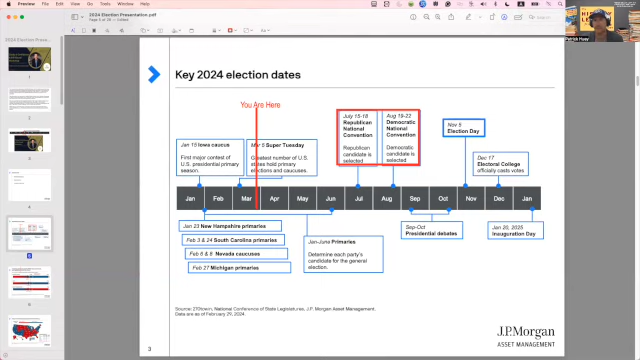 Preview File Edit View Go Tools Window Help
2024 Election Presentation.pdf
Key 2024 election dates
You Are Here
Jan 15 Iowa caucus
First major contest of
U.S. presidential primary
season.
Mar 5 Super Tuesday
Greatest number of U.S.
states hold primary
elections and caucuses.
July 15-18
Republican
National
Convention
Republican
candidate is
selected
Aug 19-22
Democratic
National
Convention
Democratic
candidate is
selected
Nov 5
Election Day
Dec 17
Electoral College
officially casts votes
Jan Feb Mar Apr May Jun Jul Aug Sep Oct Nov Dec Jan
Jan 23 New Hampshire primaries
Feb 3 & 24 South Carolina primaries
Feb 6 & 8 Nevada caucuses
Feb 27 Michigan primaries
Jan-June Primaries
Determine each party's
candidate for the general
election.
Sep-Oct
Presidential debates
Jan 20, 2025
Inauguration Day
Source: 270towin, National Conference of State Legislatures, J.P. Morgan Asset Management.
Data are as of February 29, 2024.
3
J.P.Morgan
ASSET MANAGEMENT
Patrick Huey